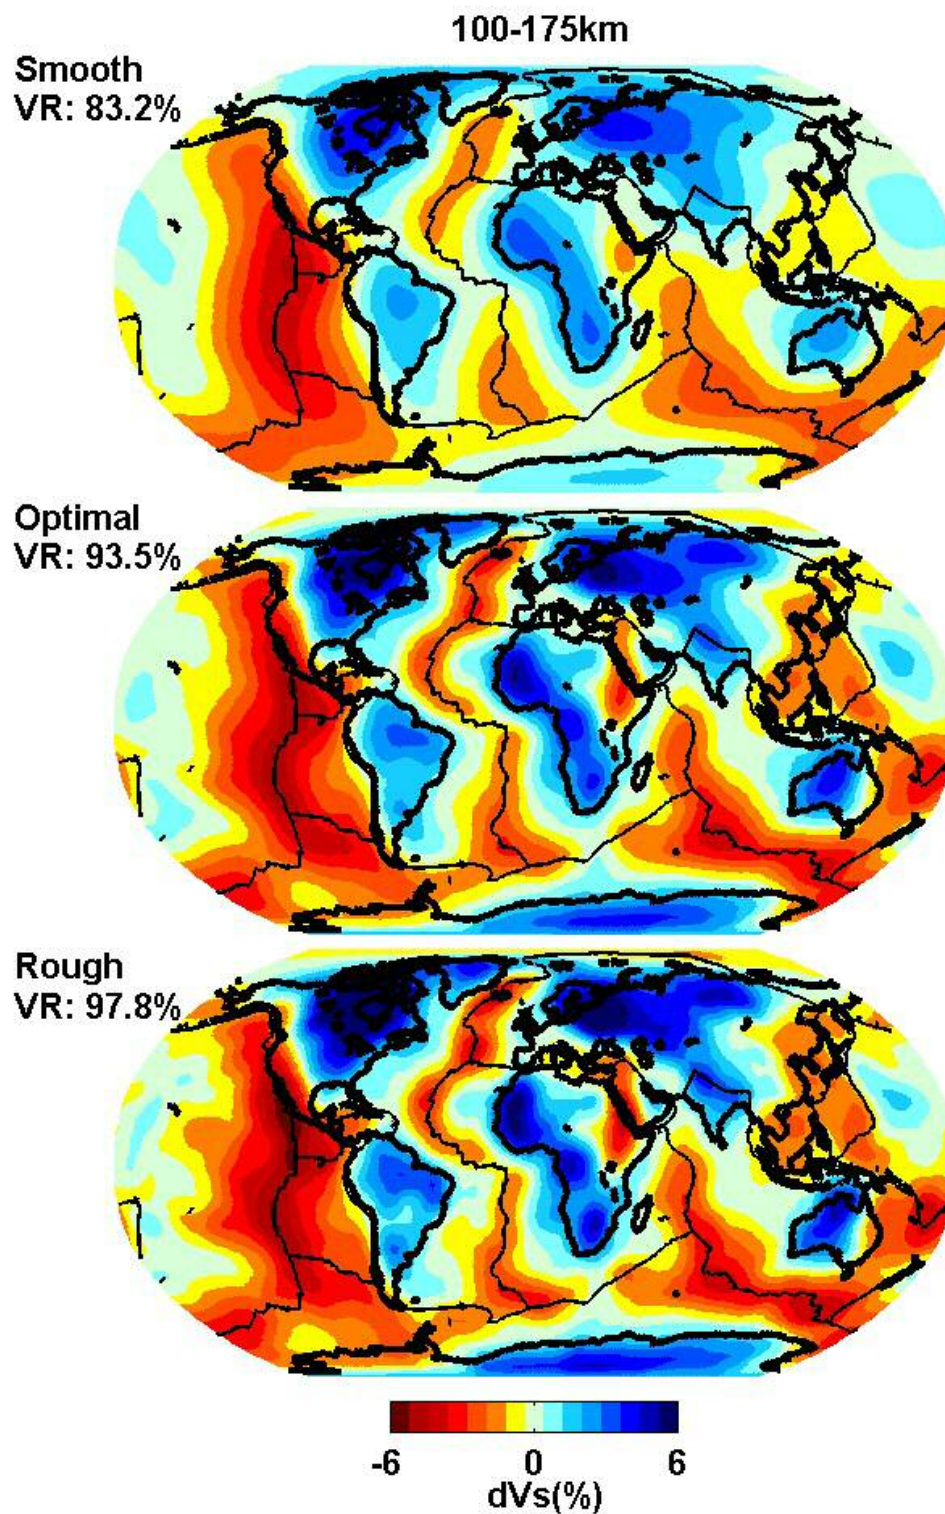 100-175km
Smooth
VR: 83.2%
Optimal
VR: 93.5%
Rough
VR: 97.8%
-6 0 6
dVs(%)